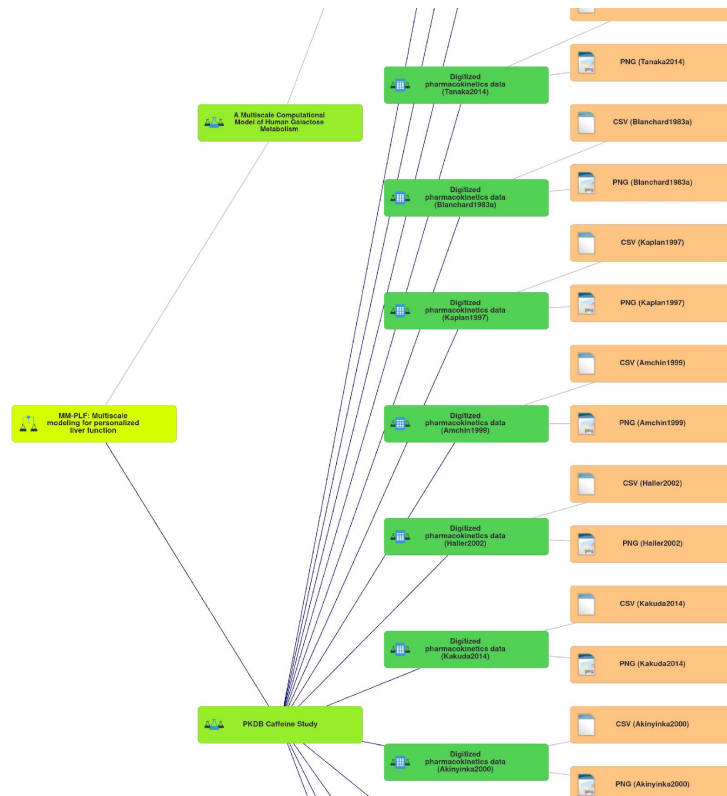 A Multiscale Computational
Model of Human Galactose
Metabolism
MM-PLF: Multiscale
modeling for personalized
liver function
PKDB Caffeine Study
Digitized
pharmacokinetics data
(Tanaka2014)
Digitized
pharmacokinetics data
(Blanchard1983a)
Digitized
pharmacokinetics data
(Kaplan1997)
Digitized
pharmacokinetics data
(Amchin1999)
Digitized
pharmacokinetics data
(Haller2002)
Digitized
pharmacokinetics data
(Kakuda2014)
Digitized
pharmacokinetics data
(Akinyinka2000)
PNG (Tanaka2014)
CSV (Blanchard1983a)
PNG (Blanchard1983a)
CSV (Kaplan1997)
PNG (Kaplan1997)
CSV (Amchin1999)
PNG (Amchin1999)
CSV (Haller2002)
PNG (Haller2002)
CSV (Kakuda2014)
PNG (Kakuda2014)
CSV (Akinyinka2000)
PNG (Akinyinka2000)